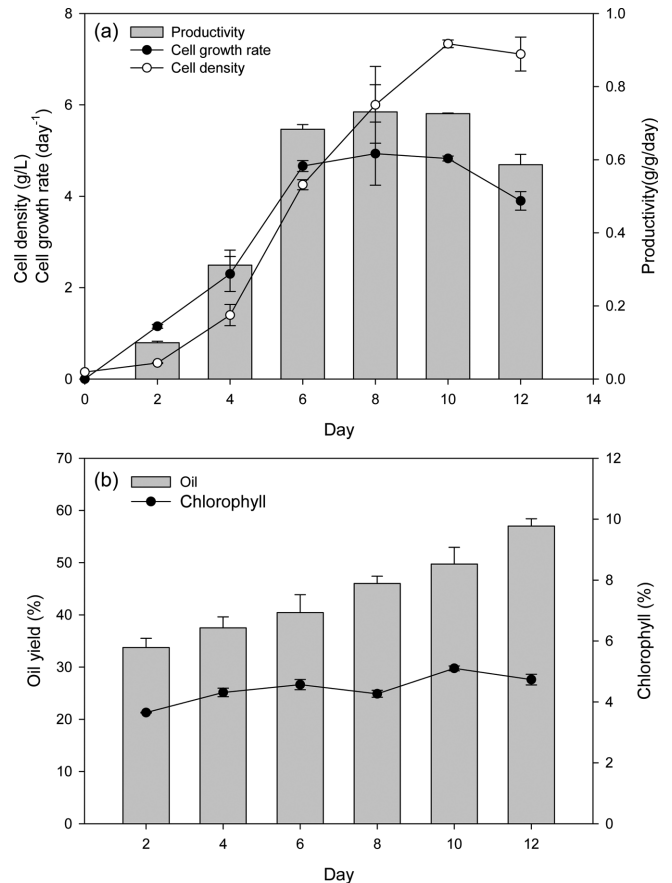 (a)
Productivity
Cell growth rate
Cell density
8
6
4
2
0
Cell density (g/L)
Cell growth rate (day-1)
1.0
0.8
0.6
0.4
0.2
0.0
Productivity(g/g/day)
0 2 4 6 8 10 12 14
Day
(b)
Oil
Chlorophyll
70
60
50
40
30
20
10
0
Oil yield (%)
12
10
8
6
4
2
0
Chlorophyll (%)
2 4 6 8 10 12
Day